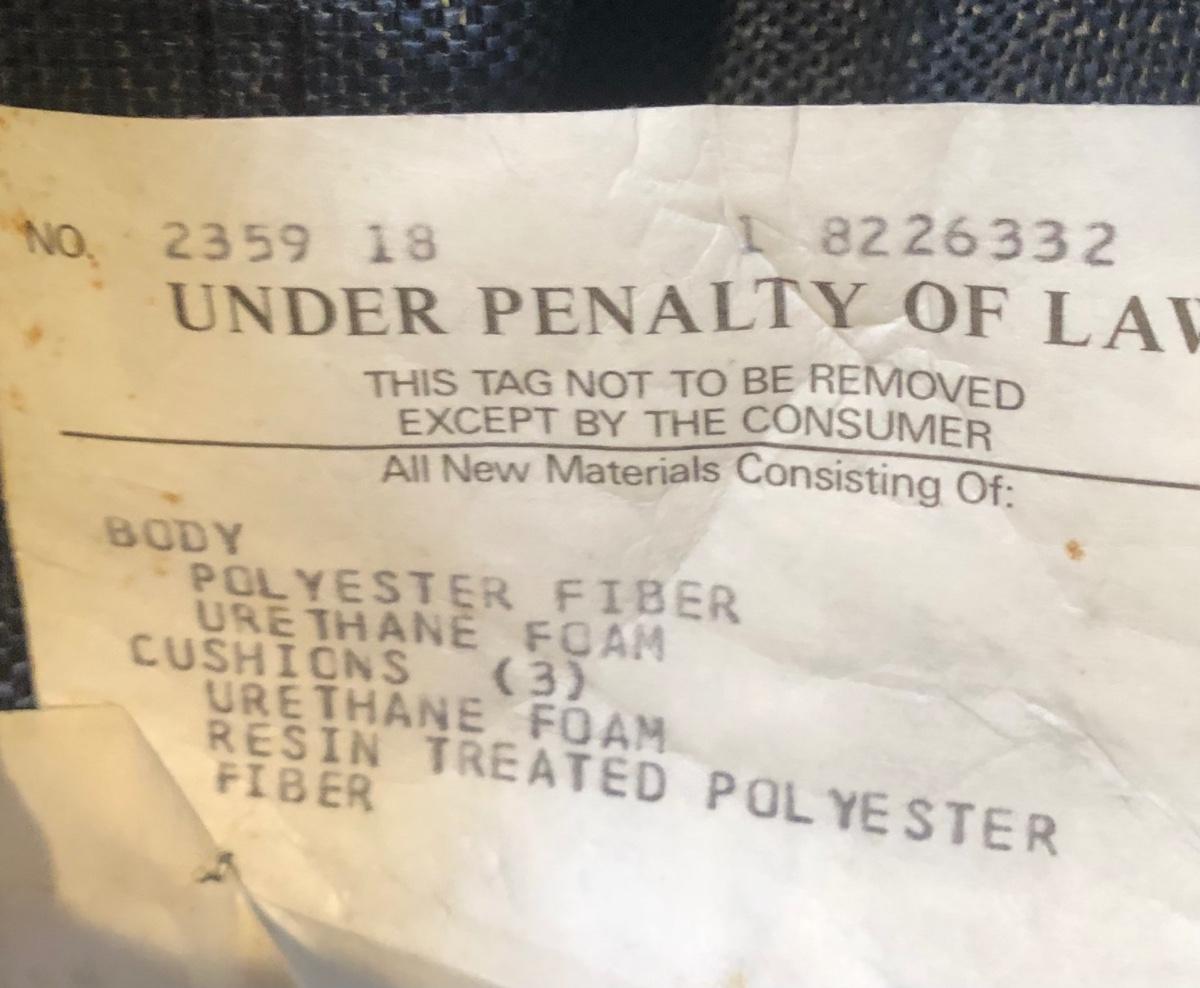 NO. 2359 18 1 8226332
UNDER PENALTY OF LAW
THIS TAG NOT TO BE REMOVED
EXCEPT BY THE CONSUMER
All New Materials Consisting Of:
BODY
POLYESTER FIBER
URETHANE FOAM
CUSHIONS (3)
URETHANE FOAM
RESIN TREATED POLYESTER
FIBER